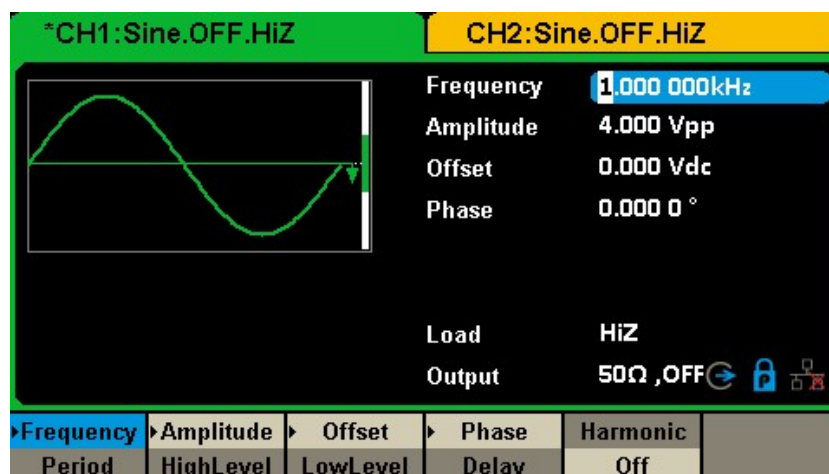 *CH1:Sine.OFF.HiZ CH2:Sine.OFF.HiZ
Frequency 1.000 000kHz
Amplitude 4.000 Vpp
Offset 0.000 Vdc
Phase 0.000 0 °
Load HiZ
Output 50Ω ,OFF P
Frequency Amplitude Offset Phase Harmonic
Period HighLevel LowLevel Delay Off